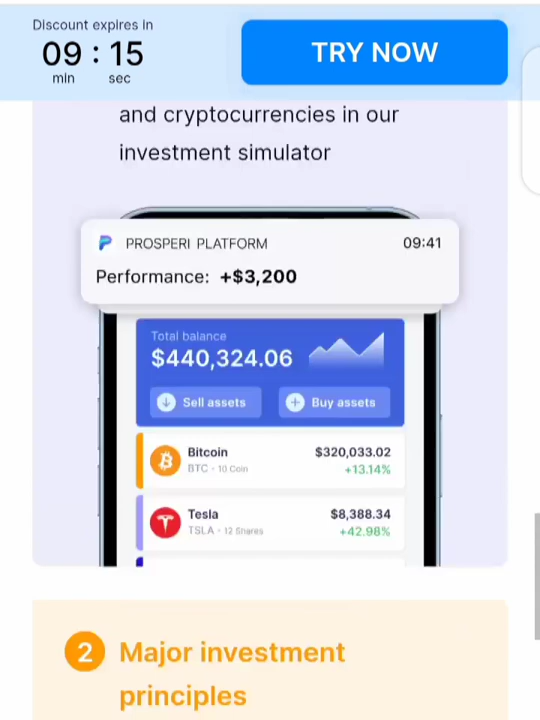 Discount expires in
09 : 15
min sec
TRY NOW
and cryptocurrencies in our
investment simulator
PROSPERI PLATFORM 09:41
Performance: +$3,200
Total balance
$440,324.06
Sell assets Buy assets
Bitcoin $320,033.02
BTC - 10 Coin +13.14%
Tesla $8,388.34
TSLA - 12 Shares +42.98%
2 Major investment
principles